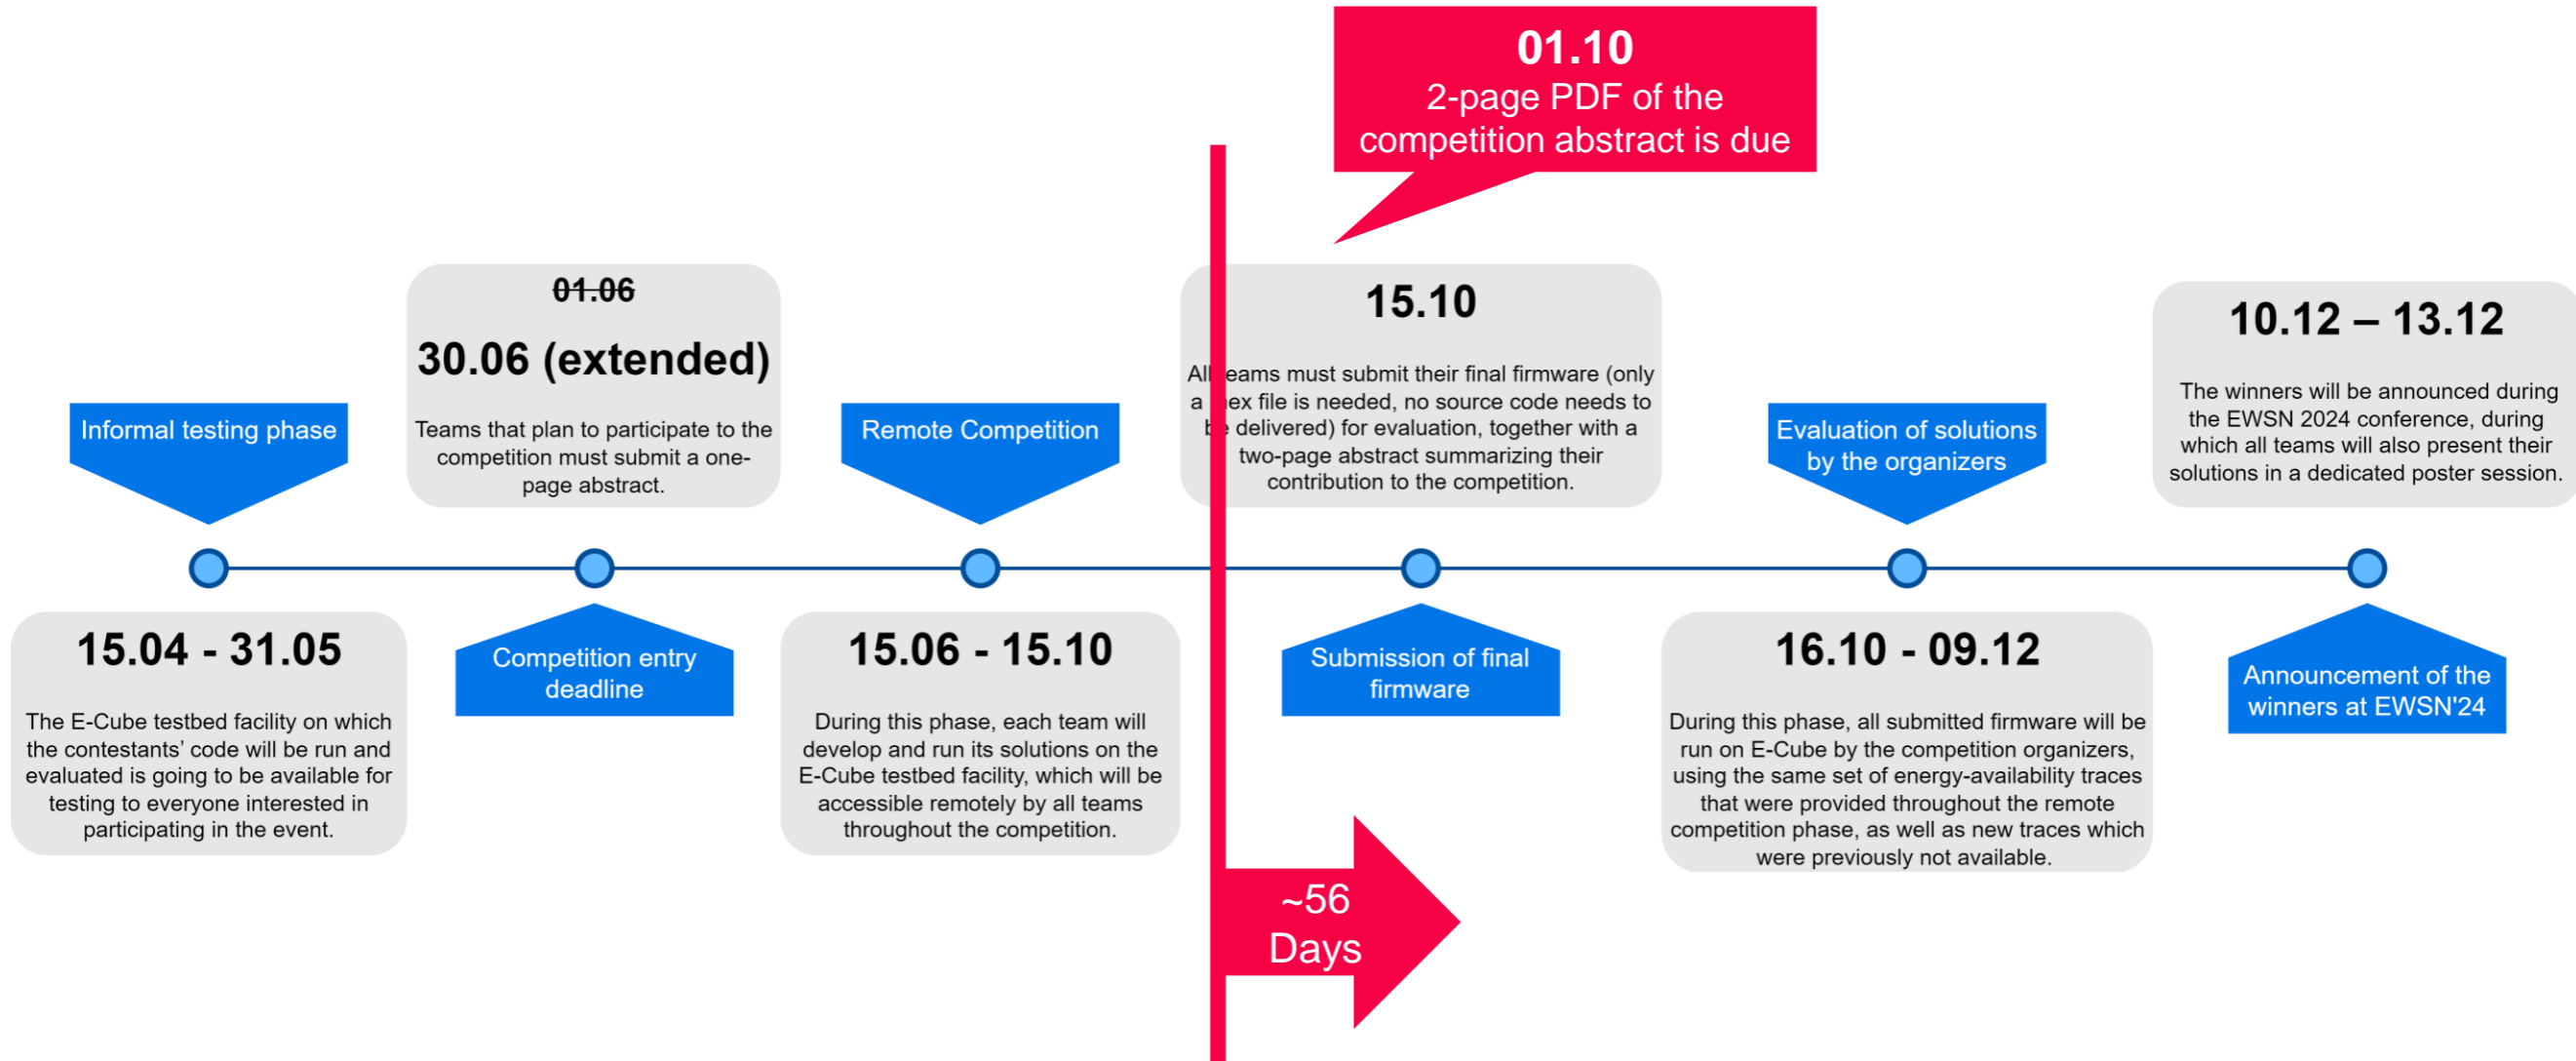 01.10
2-page PDF of the
competition abstract is due
Informal testing phase
15.04 - 31.05
The E-Cube testbed facility on which
the contestants’ code will be run and
evaluated is going to be available for
testing to everyone interested in
participating in the event.
01.06
30.06 (extended)
Teams that plan to participate to the
competition must submit a one-
page abstract.
Competition entry
deadline
Remote Competition
15.06 - 15.10
During this phase, each team will
develop and run its solutions on the
E-Cube testbed facility, which will be
accessible remotely by all teams
throughout the competition.
15.10
All teams must submit their final firmware (only
a hex file is needed, no source code needs to
be delivered) for evaluation, together with a
two-page abstract summarizing their
contribution to the competition.
Submission of final
firmware
~56
Days
Evaluation of solutions
by the organizers
16.10 - 09.12
During this phase, all submitted firmware will be
run on E-Cube by the competition organizers,
using the same set of energy-availability traces
that were provided throughout the remote
competition phase, as well as new traces which
were previously not available.
10.12 – 13.12
The winners will be announced during
the EWSN 2024 conference, during
which all teams will also present their
solutions in a dedicated poster session.
Announcement of the
winners at EWSN'24